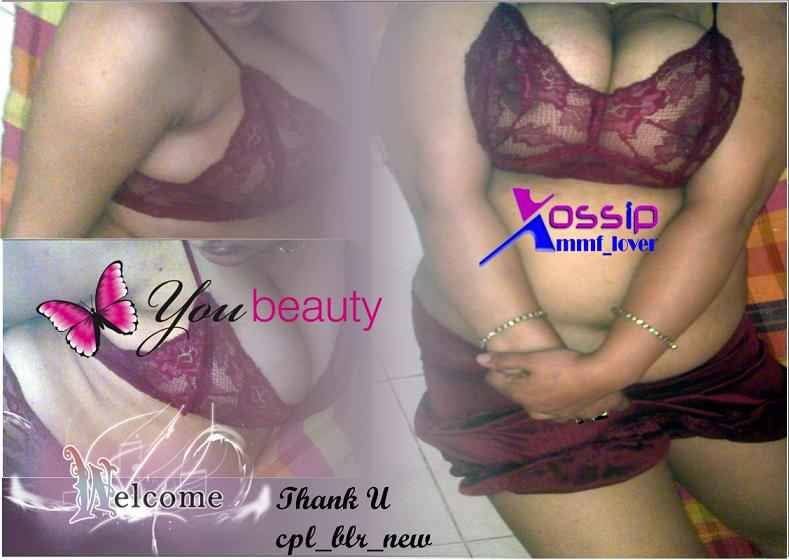 Xossip
mmf_lover
You beauty
Welcome
Thank U
cpl_blr_new